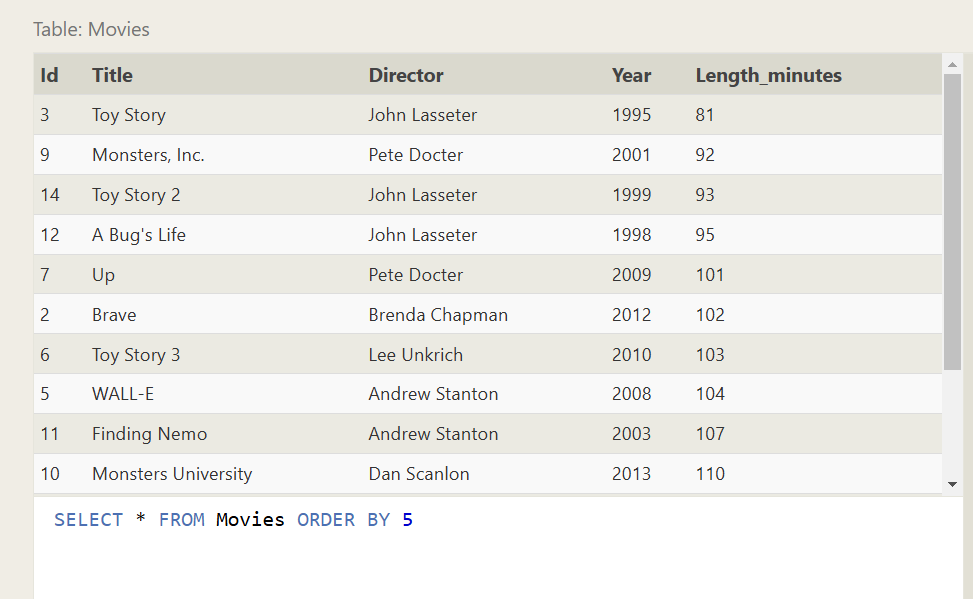 Table: Movies
Id Title Director Year Length_minutes
3 Toy Story John Lasseter 1995 81
9 Monsters, Inc. Pete Docter 2001 92
14 Toy Story 2 John Lasseter 1999 93
12 A Bug's Life John Lasseter 1998 95
7 Up Pete Docter 2009 101
2 Brave Brenda Chapman 2012 102
6 Toy Story 3 Lee Unkrich 2010 103
5 WALL-E Andrew Stanton 2008 104
11 Finding Nemo Andrew Stanton 2003 107
10 Monsters University Dan Scanlon 2013 110
SELECT * FROM Movies ORDER BY 5